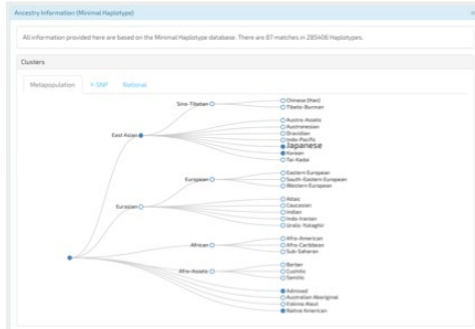 Ancestry Information (Minimal Haplotype)
All information provided here are based on the Minimal Haplotype database. There are 87 matches in 285406 Haplotypes.
Clusters
Metapopulation Y-SNP National
Sino-Tibetan
Chinese (Han)
Tibeto-Burman
East Asian
Austro-Asiatic
Austronesian
Dravidian
Indo-Pacific
Japanese
Korean
Tai-Kadai
European
Eastern European
South-Eastern European
Western European
Eurasian
Altaic
Caucasian
Indian
Indo-Iranian
Uralic-Yukaghir
African
Afro-American
Afro-Caribbean
Sub-Saharan
Afro-Asiatic
Berber
Cushitic
Semitic
Admixed
Australian Aboriginal
Eskimo Aleut
Native American